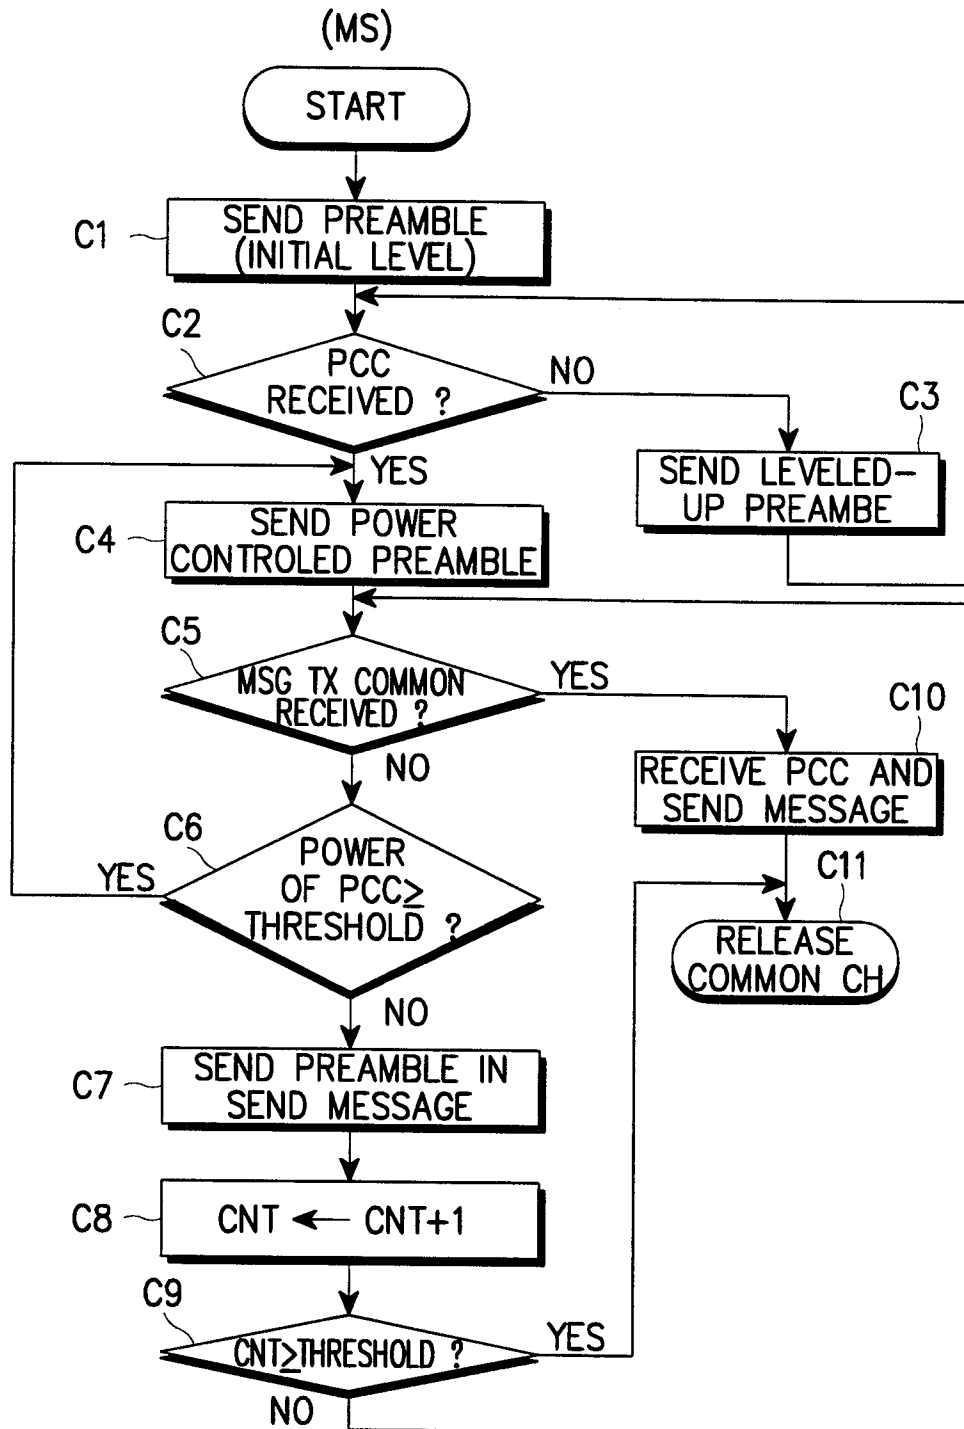 (MS)
START
C1
SEND PREAMBLE
(INITIAL LEVEL)
C2
PCC
RECEIVED ?
NO
C3
SEND LEVELED-
UP PREAMBE
YES
C4
SEND POWER
CONTROLED PREAMBLE
C5
MSG TX COMMON
RECEIVED ?
YES
C10
RECEIVE PCC AND
SEND MESSAGE
NO
C6
POWER
OF PCC≥
THRESHOLD ?
YES
C11
RELEASE
COMMON CH
NO
C7
SEND PREAMBLE IN
SEND MESSAGE
C8
CNT ← CNT+1
C9
CNT≥THRESHOLD ?
YES
NO